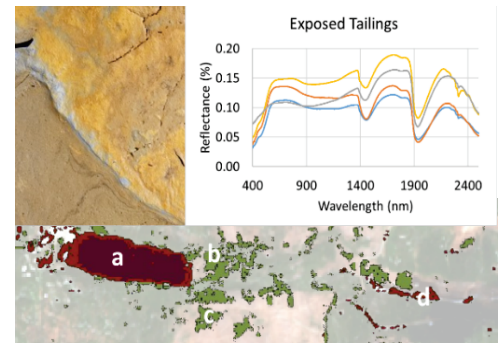 Exposed Tailings
Reflectance (%)
0.20
0.15
0.10
0.05
0.00
400 900 1400 1900 2400
Wavelength (nm)
a
b
c
d